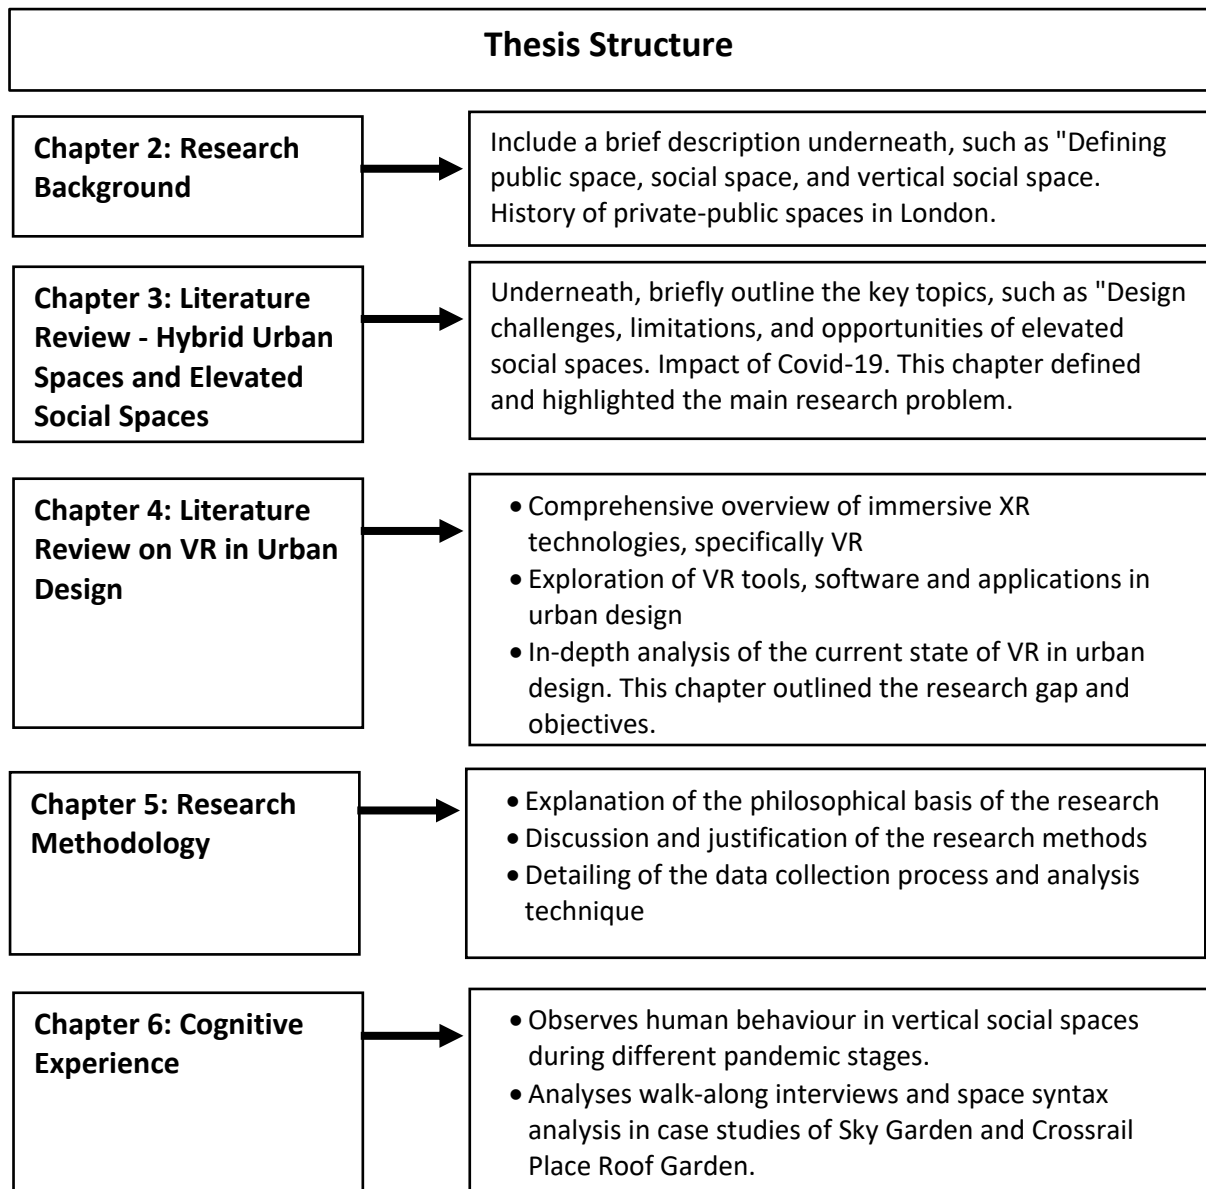 Thesis Structure
Chapter 2: Research
Background
Include a brief description underneath, such as "Defining
public space, social space, and vertical social space.
History of private-public spaces in London.
Chapter 3: Literature
Review - Hybrid Urban
Spaces and Elevated
Social Spaces
Underneath, briefly outline the key topics, such as "Design
challenges, limitations, and opportunities of elevated
social spaces. Impact of Covid-19. This chapter defined
and highlighted the main research problem.
Chapter 4: Literature
Review on VR in Urban
Design
• Comprehensive overview of immersive XR
technologies, specifically VR
• Exploration of VR tools, software and applications in
urban design
• In-depth analysis of the current state of VR in urban
design. This chapter outlined the research gap and
objectives.
Chapter 5: Research
Methodology
• Explanation of the philosophical basis of the research
• Discussion and justification of the research methods
• Detailing of the data collection process and analysis
technique
Chapter 6: Cognitive
Experience
• Observes human behaviour in vertical social spaces
during different pandemic stages.
• Analyses walk-along interviews and space syntax
analysis in case studies of Sky Garden and Crossrail
Place Roof Garden.